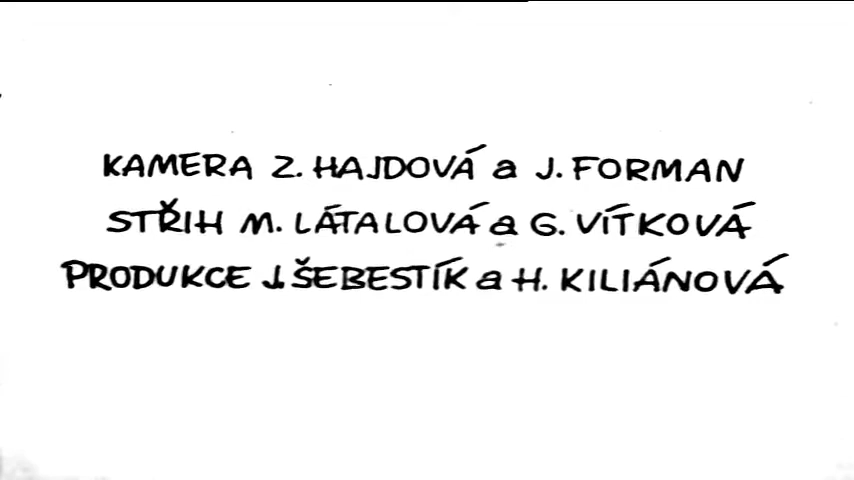 KAMERA Z. HAJDOVÁ a J. FORMAN
STŘIH M. LÁTALOVÁ a G. VÍTKOVÁ
PRODUKCE J. ŠEBESTÍK a H. KILIÁNOVÁ